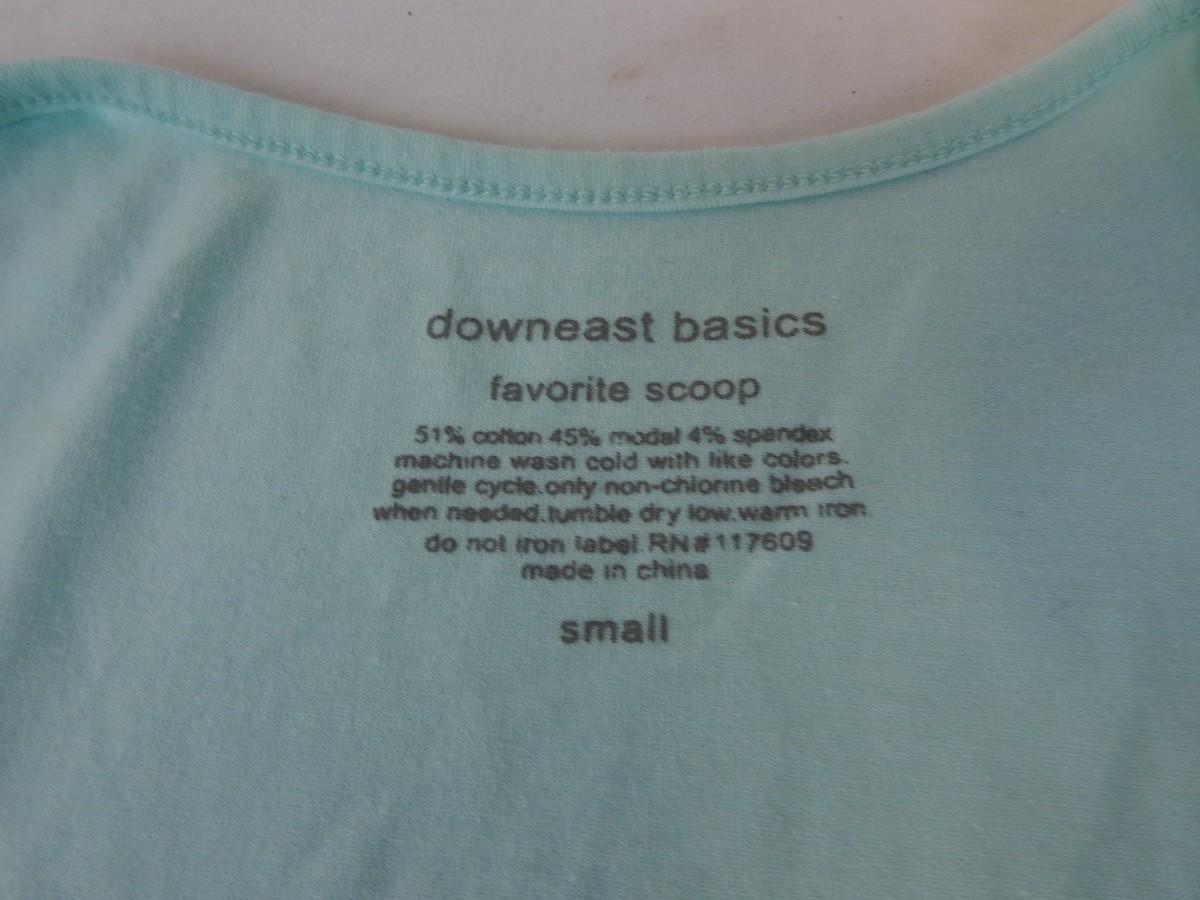 downeast basics
favorite scoop
51% cotton 45% modal 4% spandex
machine wash cold with like colors.
gentle cycle.only non-chlorine bleach
when needed.tumble dry low.warm iron.
do not iron label.RN#117609
made in china
small